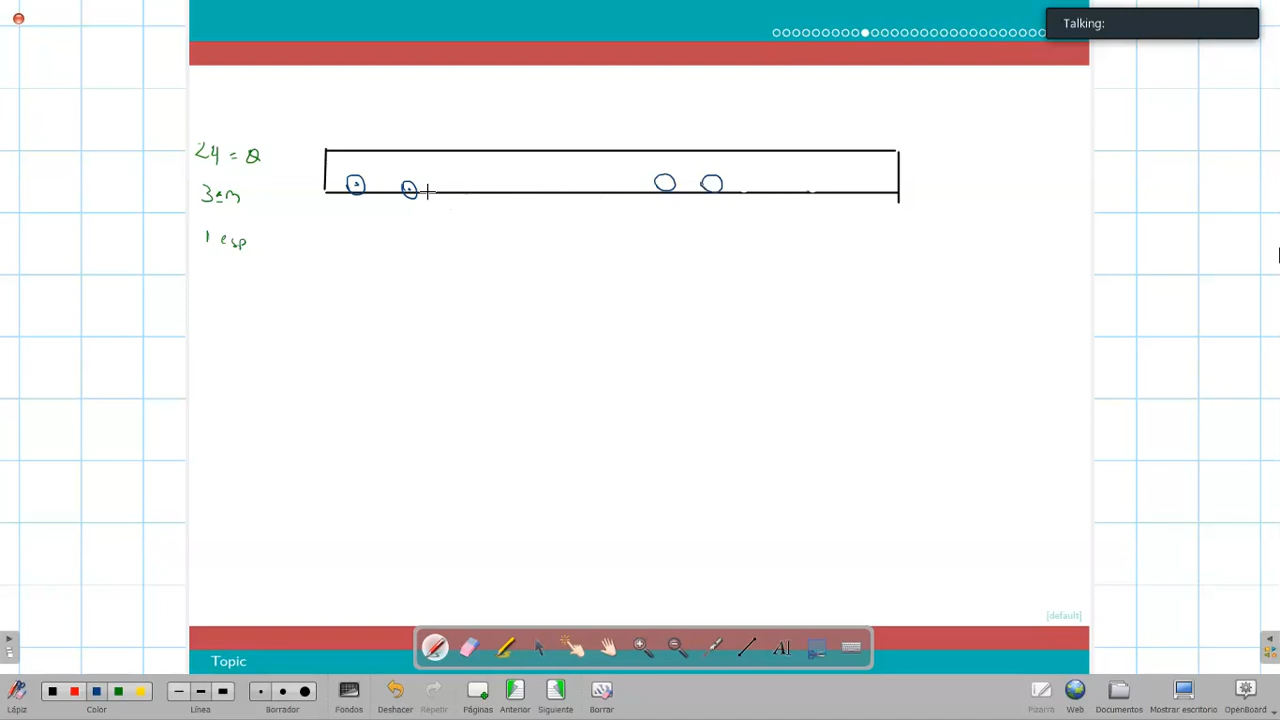 Talking:
24 = Q
3 m
1 esp
[default]
Topic
Lápiz
Color
Línea
Borrador
Fondos
Deshacer
Repetir
Páginas
Anterior
Siguiente
Borrar
Pizarra
Web
Documentos
Mostrar escritorio
OpenBoard